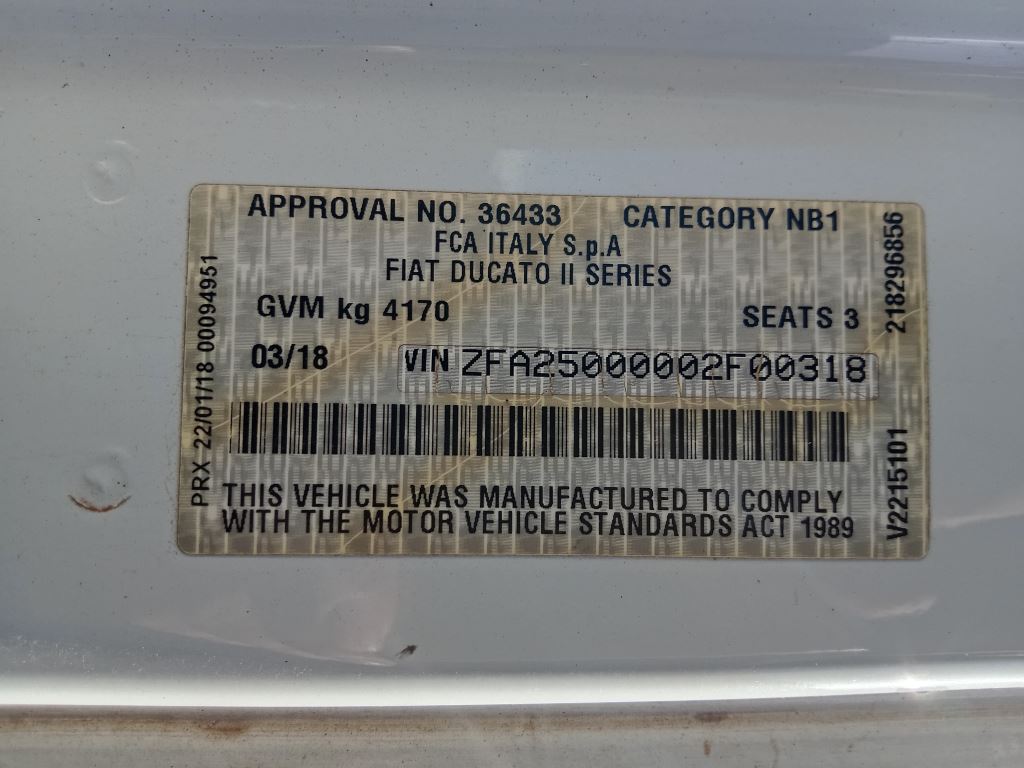 APPROVAL NO. 36433 CATEGORY NB1
FCA ITALY S.p.A
FIAT DUCATO II SERIES
GVM kg 4170 SEATS 3
03/18 VIN ZFA25000002F00318
THIS VEHICLE WAS MANUFACTURED TO COMPLY
WITH THE MOTOR VEHICLE STANDARDS ACT 1989
PRX 22/01/18 00094951
218296856
V2215101